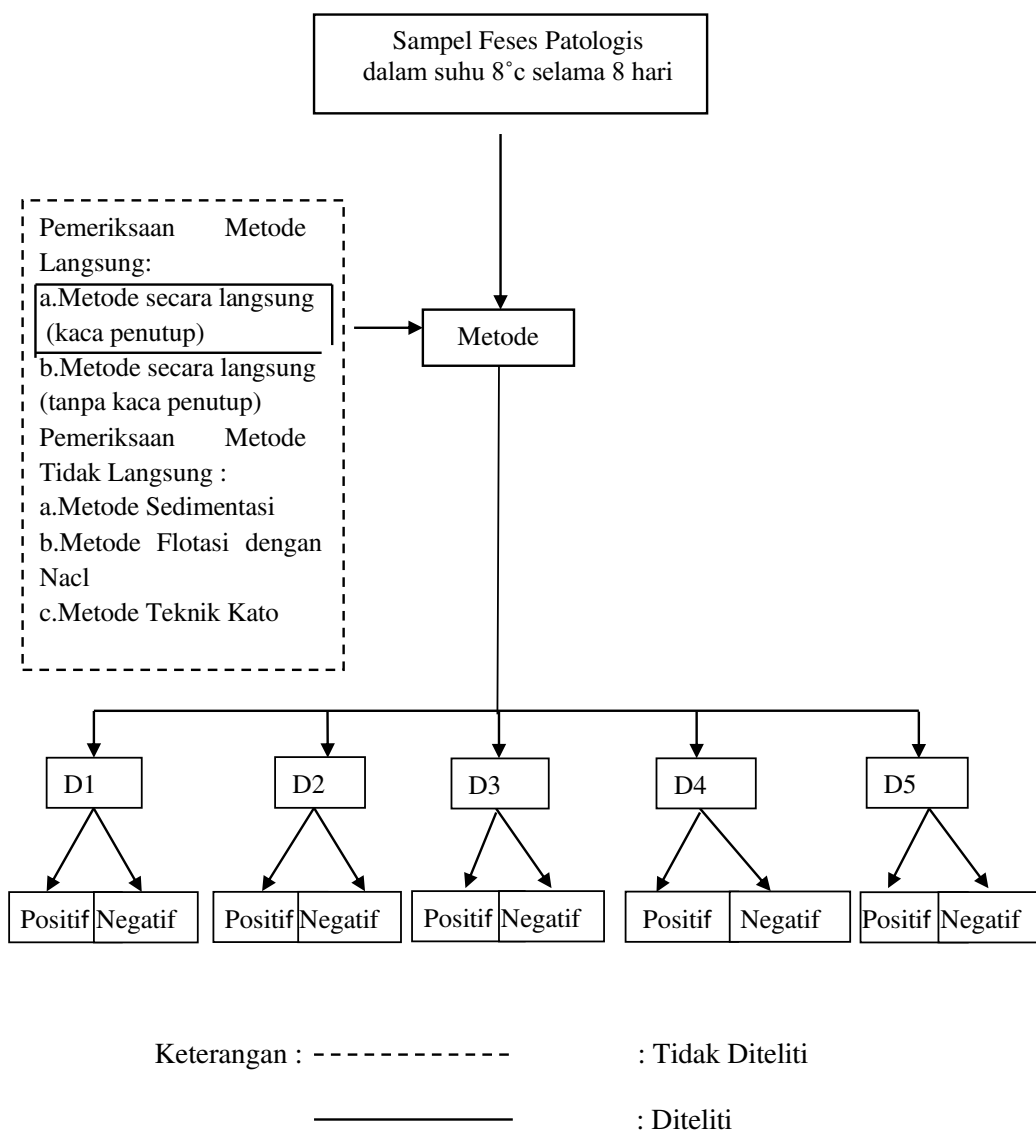 Sampel Feses Patologis
dalam suhu 8˚c selama 8 hari
Pemeriksaan Metode
Langsung:
a.Metode secara langsung
(kaca penutup)
b.Metode secara langsung
(tanpa kaca penutup)
Pemeriksaan Metode
Tidak Langsung :
a.Metode Sedimentasi
b.Metode Flotasi dengan
Nacl
c.Metode Teknik Kato
Metode
D1 D2 D3 D4 D5
Positif Negatif Positif Negatif Positif Negatif Positif Negatif Positif Negatif
Keterangan : : Tidak Diteliti
: Diteliti